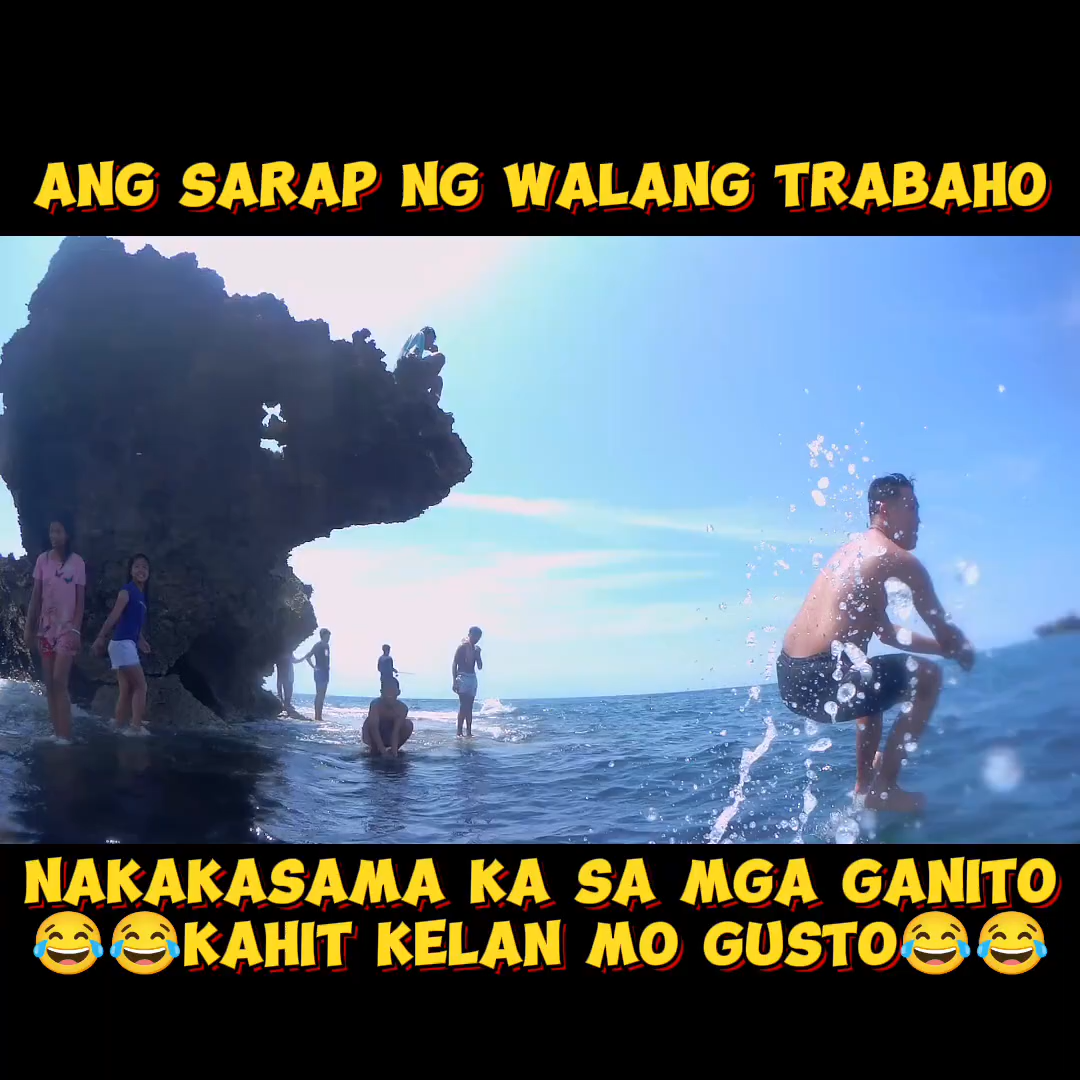 ANG SARAP NG WALANG TRABAHO
NAKAKASAMA KA SA MGA GANITO
😂😂KAHIT KELAN MO GUSTO😂😂